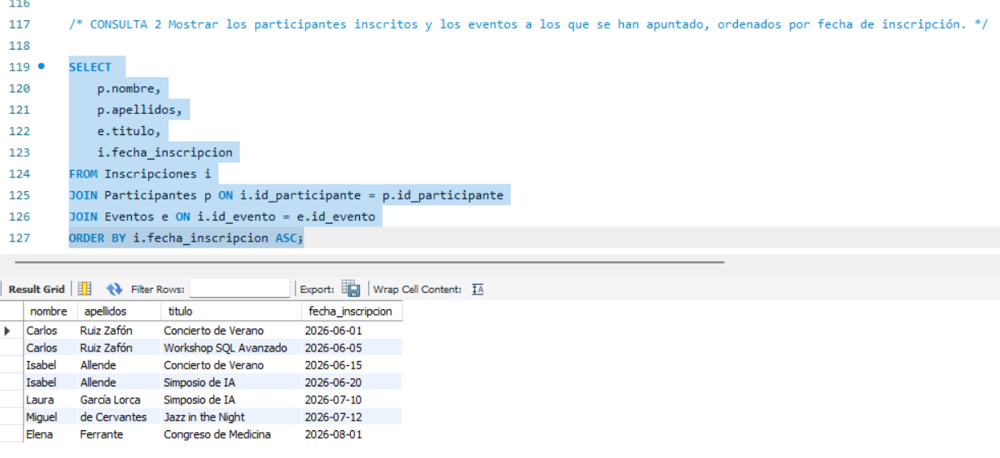 116
117 /* CONSULTA 2 Mostrar los participantes inscritos y los eventos a los que se han apuntado, ordenados por fecha de inscripción. */
118
119 SELECT
120 p.nombre,
121 p.apellidos,
122 e.titulo,
123 i.fecha_inscripcion
124 FROM Inscripciones i
125 JOIN Participantes p ON i.id_participante = p.id_participante
126 JOIN Eventos e ON i.id_evento = e.id_evento
127 ORDER BY i.fecha_inscripcion ASC;
Result Grid Filter Rows: Export: Wrap Cell Content: IA
nombre apellidos titulo fecha_inscripcion
Carlos Ruiz Zafón Concierto de Verano 2026-06-01
Carlos Ruiz Zafón Workshop SQL Avanzado 2026-06-05
Isabel Allende Concierto de Verano 2026-06-15
Isabel Allende Simposio de IA 2026-06-20
Laura García Lorca Simposio de IA 2026-07-10
Miguel de Cervantes Jazz in the Night 2026-07-12
Elena Ferrante Congreso de Medicina 2026-08-01